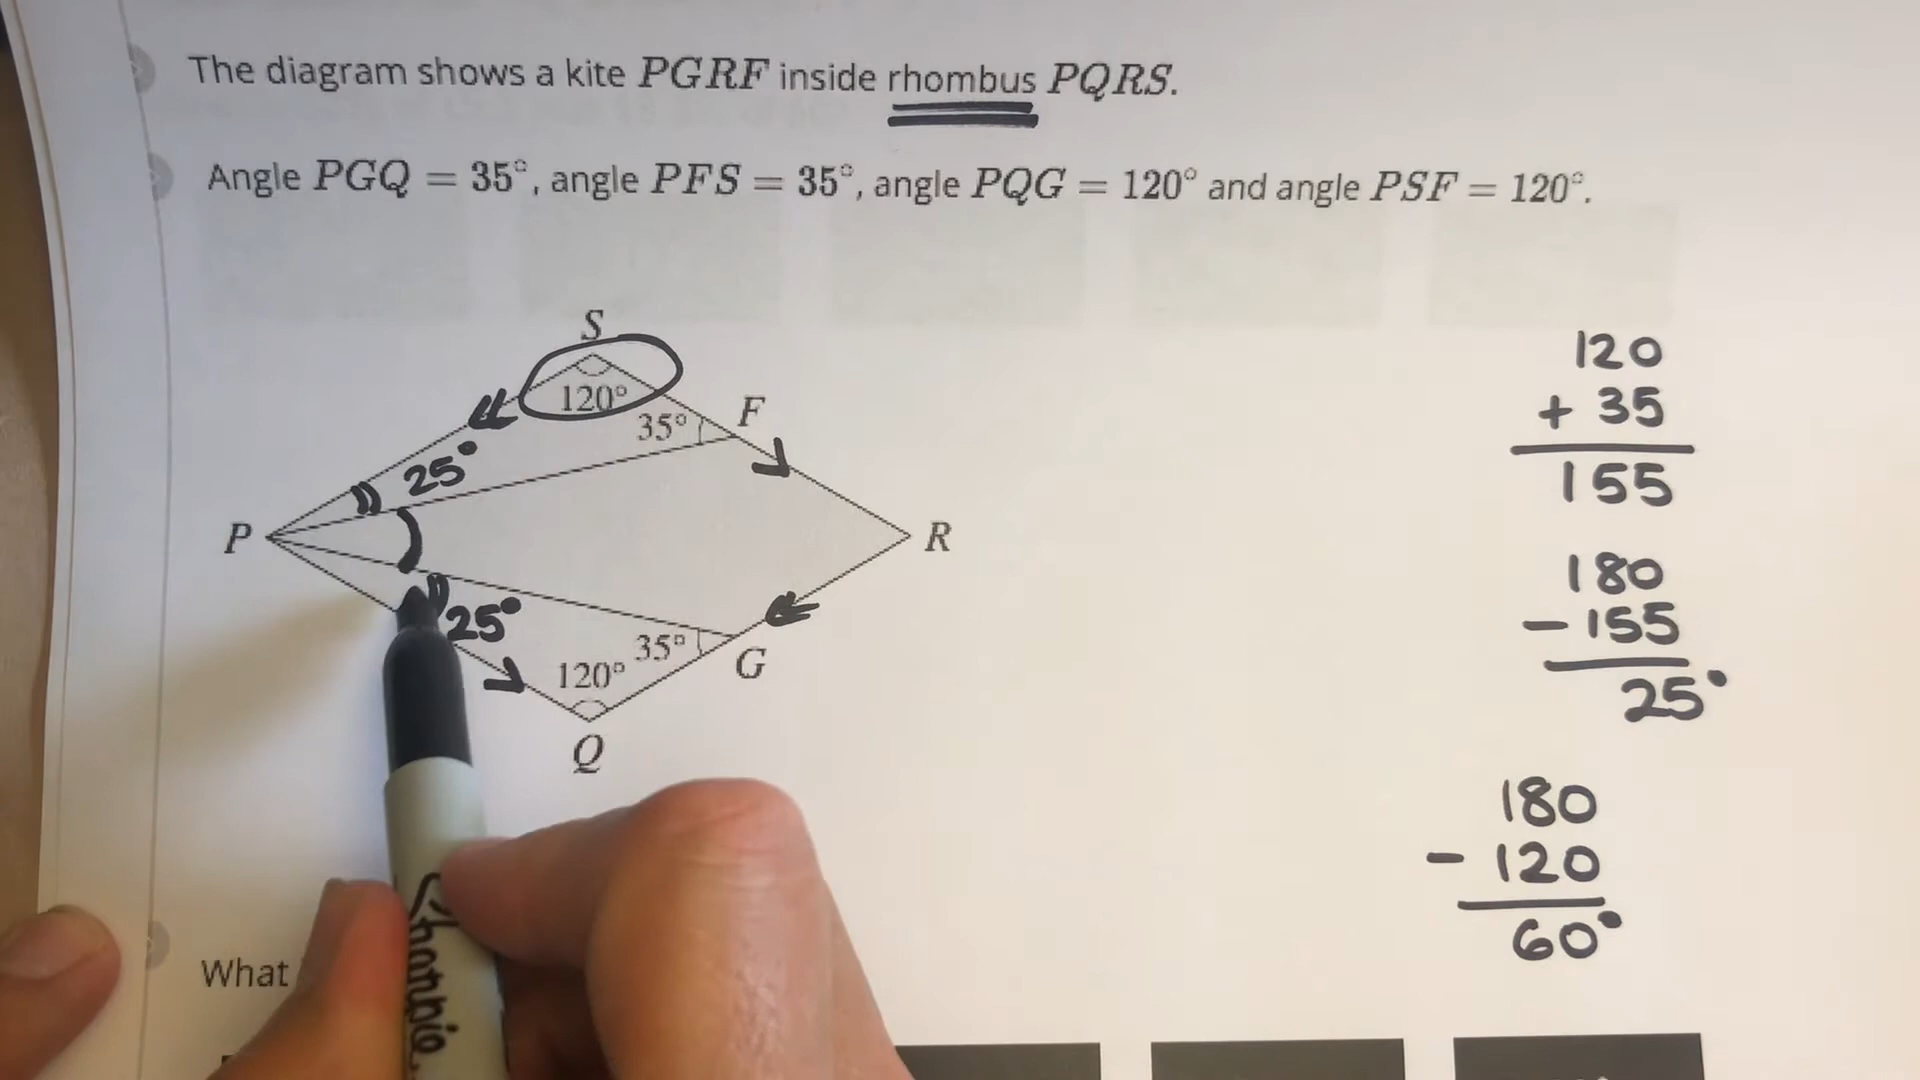 The diagram shows a kite PGRF inside rhombus PQRS.
Angle PGQ = 35°, angle PFS = 35°, angle PQG = 120° and angle PSF = 120°.
S
120°
35°
F
25°
P
R
25°
35°
120°
G
Q
120
+ 35
155
180
- 155
25°
180
- 120
60°
What
Sharpie